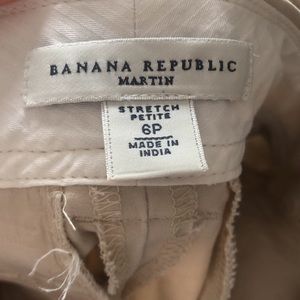 BANANA REPUBLIC
MARTIN
STRETCH
PETITE
6P
MADE IN
INDIA